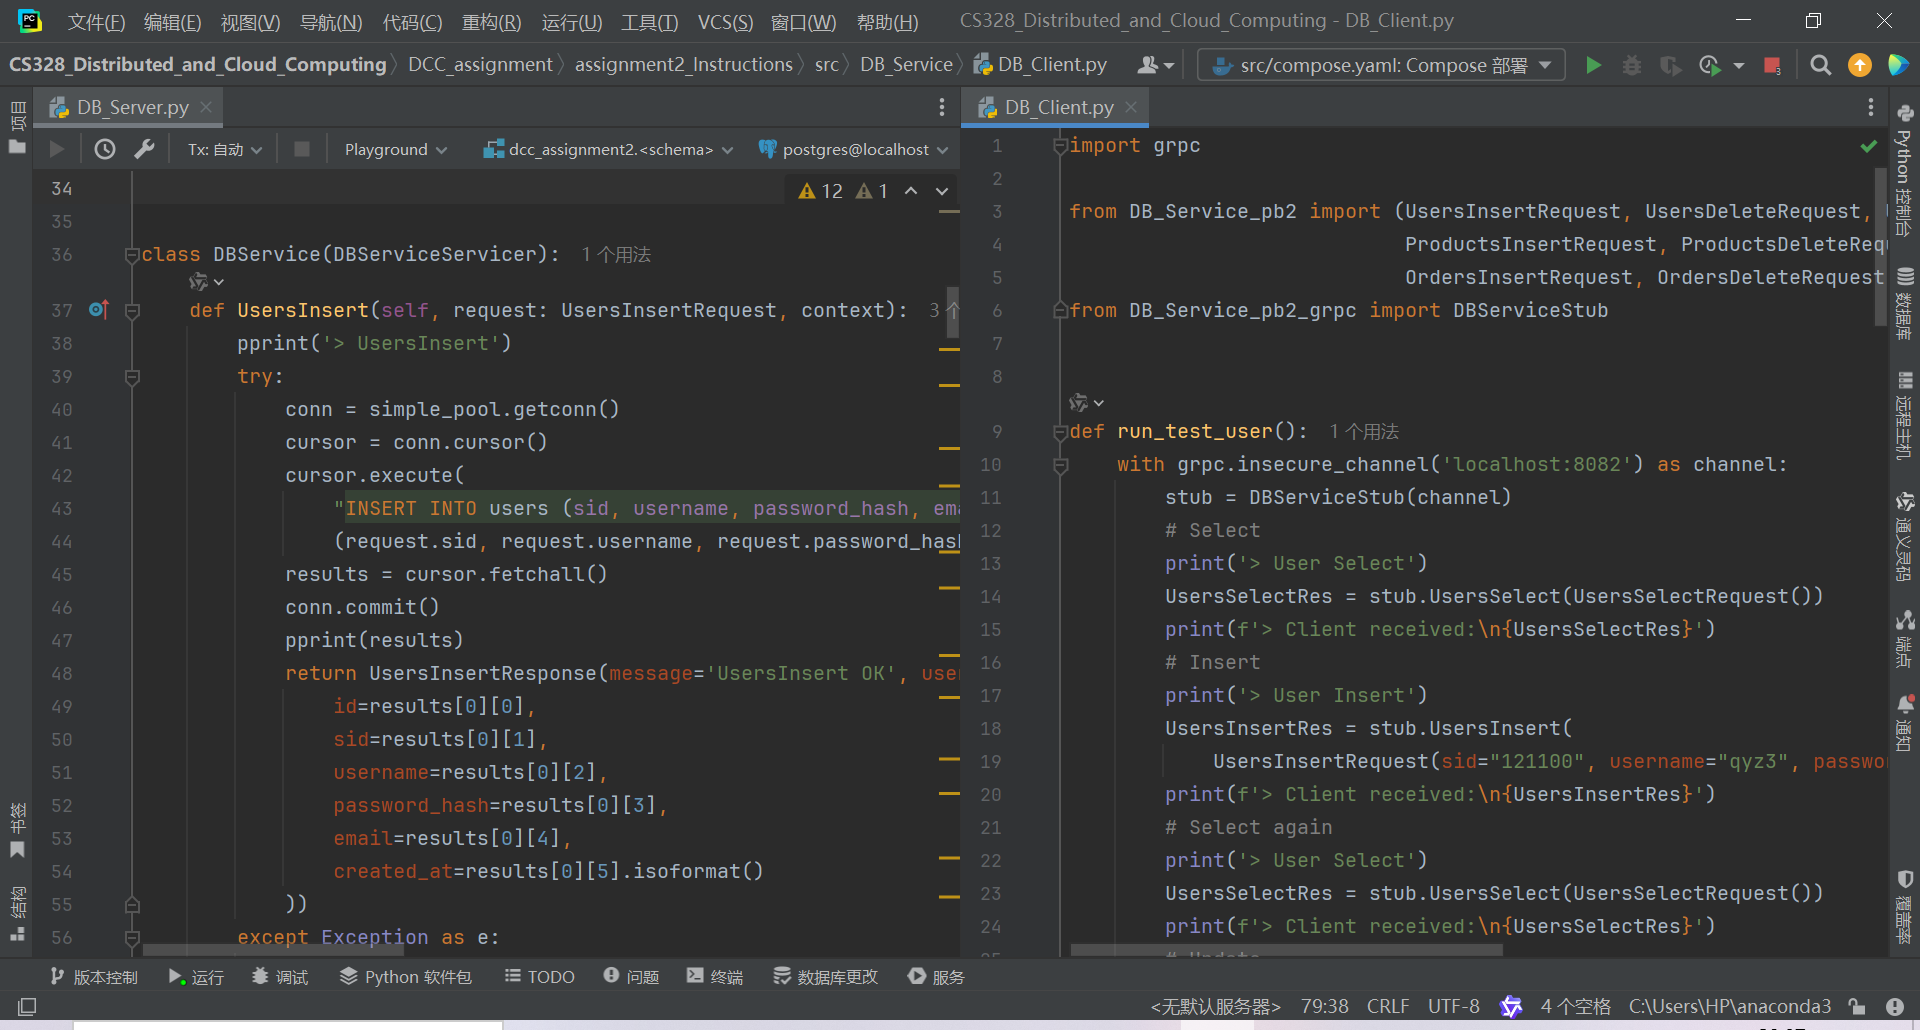 文件(F) 编辑(E) 视图(V) 导航(N) 代码(C) 重构(R) 运行(U) 工具(T) VCS(S) 窗口(W) 帮助(H) CS328_Distributed_and_Cloud_Computing - DB_Client.py
CS328_Distributed_and_Cloud_Computing DCC_assignment assignment2_Instructions src DB_Service DB_Client.py src/compose.yaml: Compose 部署
项目
书签
结构
DB_Server.py
Tx: 自动 Playground dcc_assignment2.<schema> postgres@localhost
12 1
34
35
36 class DBService(DBServiceServicer): 1 个用法
37 def UsersInsert(self, request: UsersInsertRequest, context): 3
38 pprint('> UsersInsert')
39 try:
40 conn = simple_pool.getconn()
41 cursor = conn.cursor()
42 cursor.execute(
43 "INSERT INTO users (sid, username, password_hash, ema
44 (request.sid, request.username, request.password_hash
45 results = cursor.fetchall()
46 conn.commit()
47 pprint(results)
48 return UsersInsertResponse(message='UsersInsert OK', use
49 id=results[0][0],
50 sid=results[0][1],
51 username=results[0][2],
52 password_hash=results[0][3],
53 email=results[0][4],
54 created_at=results[0][5].isoformat()
55 ))
56 except Exception as e:
DB_Client.py
1 import grpc
2
3 from DB_Service_pb2 import (UsersInsertRequest, UsersDeleteRequest,
4 ProductsInsertRequest, ProductsDeleteReq
5 OrdersInsertRequest, OrdersDeleteRequest
6 from DB_Service_pb2_grpc import DBServiceStub
7
8
9 def run_test_user(): 1 个用法
10 with grpc.insecure_channel('localhost:8082') as channel:
11 stub = DBServiceStub(channel)
12 # Select
13 print('> User Select')
14 UsersSelectRes = stub.UsersSelect(UsersSelectRequest())
15 print(f'> Client received:\n{UsersSelectRes}')
16 # Insert
17 print('> User Insert')
18 UsersInsertRes = stub.UsersInsert(
19 UsersInsertRequest(sid="121100", username="qyz3", passwo
20 print(f'> Client received:\n{UsersInsertRes}')
21 # Select again
22 print('> User Select')
23 UsersSelectRes = stub.UsersSelect(UsersSelectRequest())
24 print(f'> Client received:\n{UsersSelectRes}')
Python 控制台
数据库
远程主机
通义灵码
端点
通知
覆盖率
版本控制 运行 调试 Python 软件包 TODO 问题 终端 数据库更改 服务
<无默认服务器> 79:38 CRLF UTF-8 4 个空格 C:\Users\HP\anaconda3